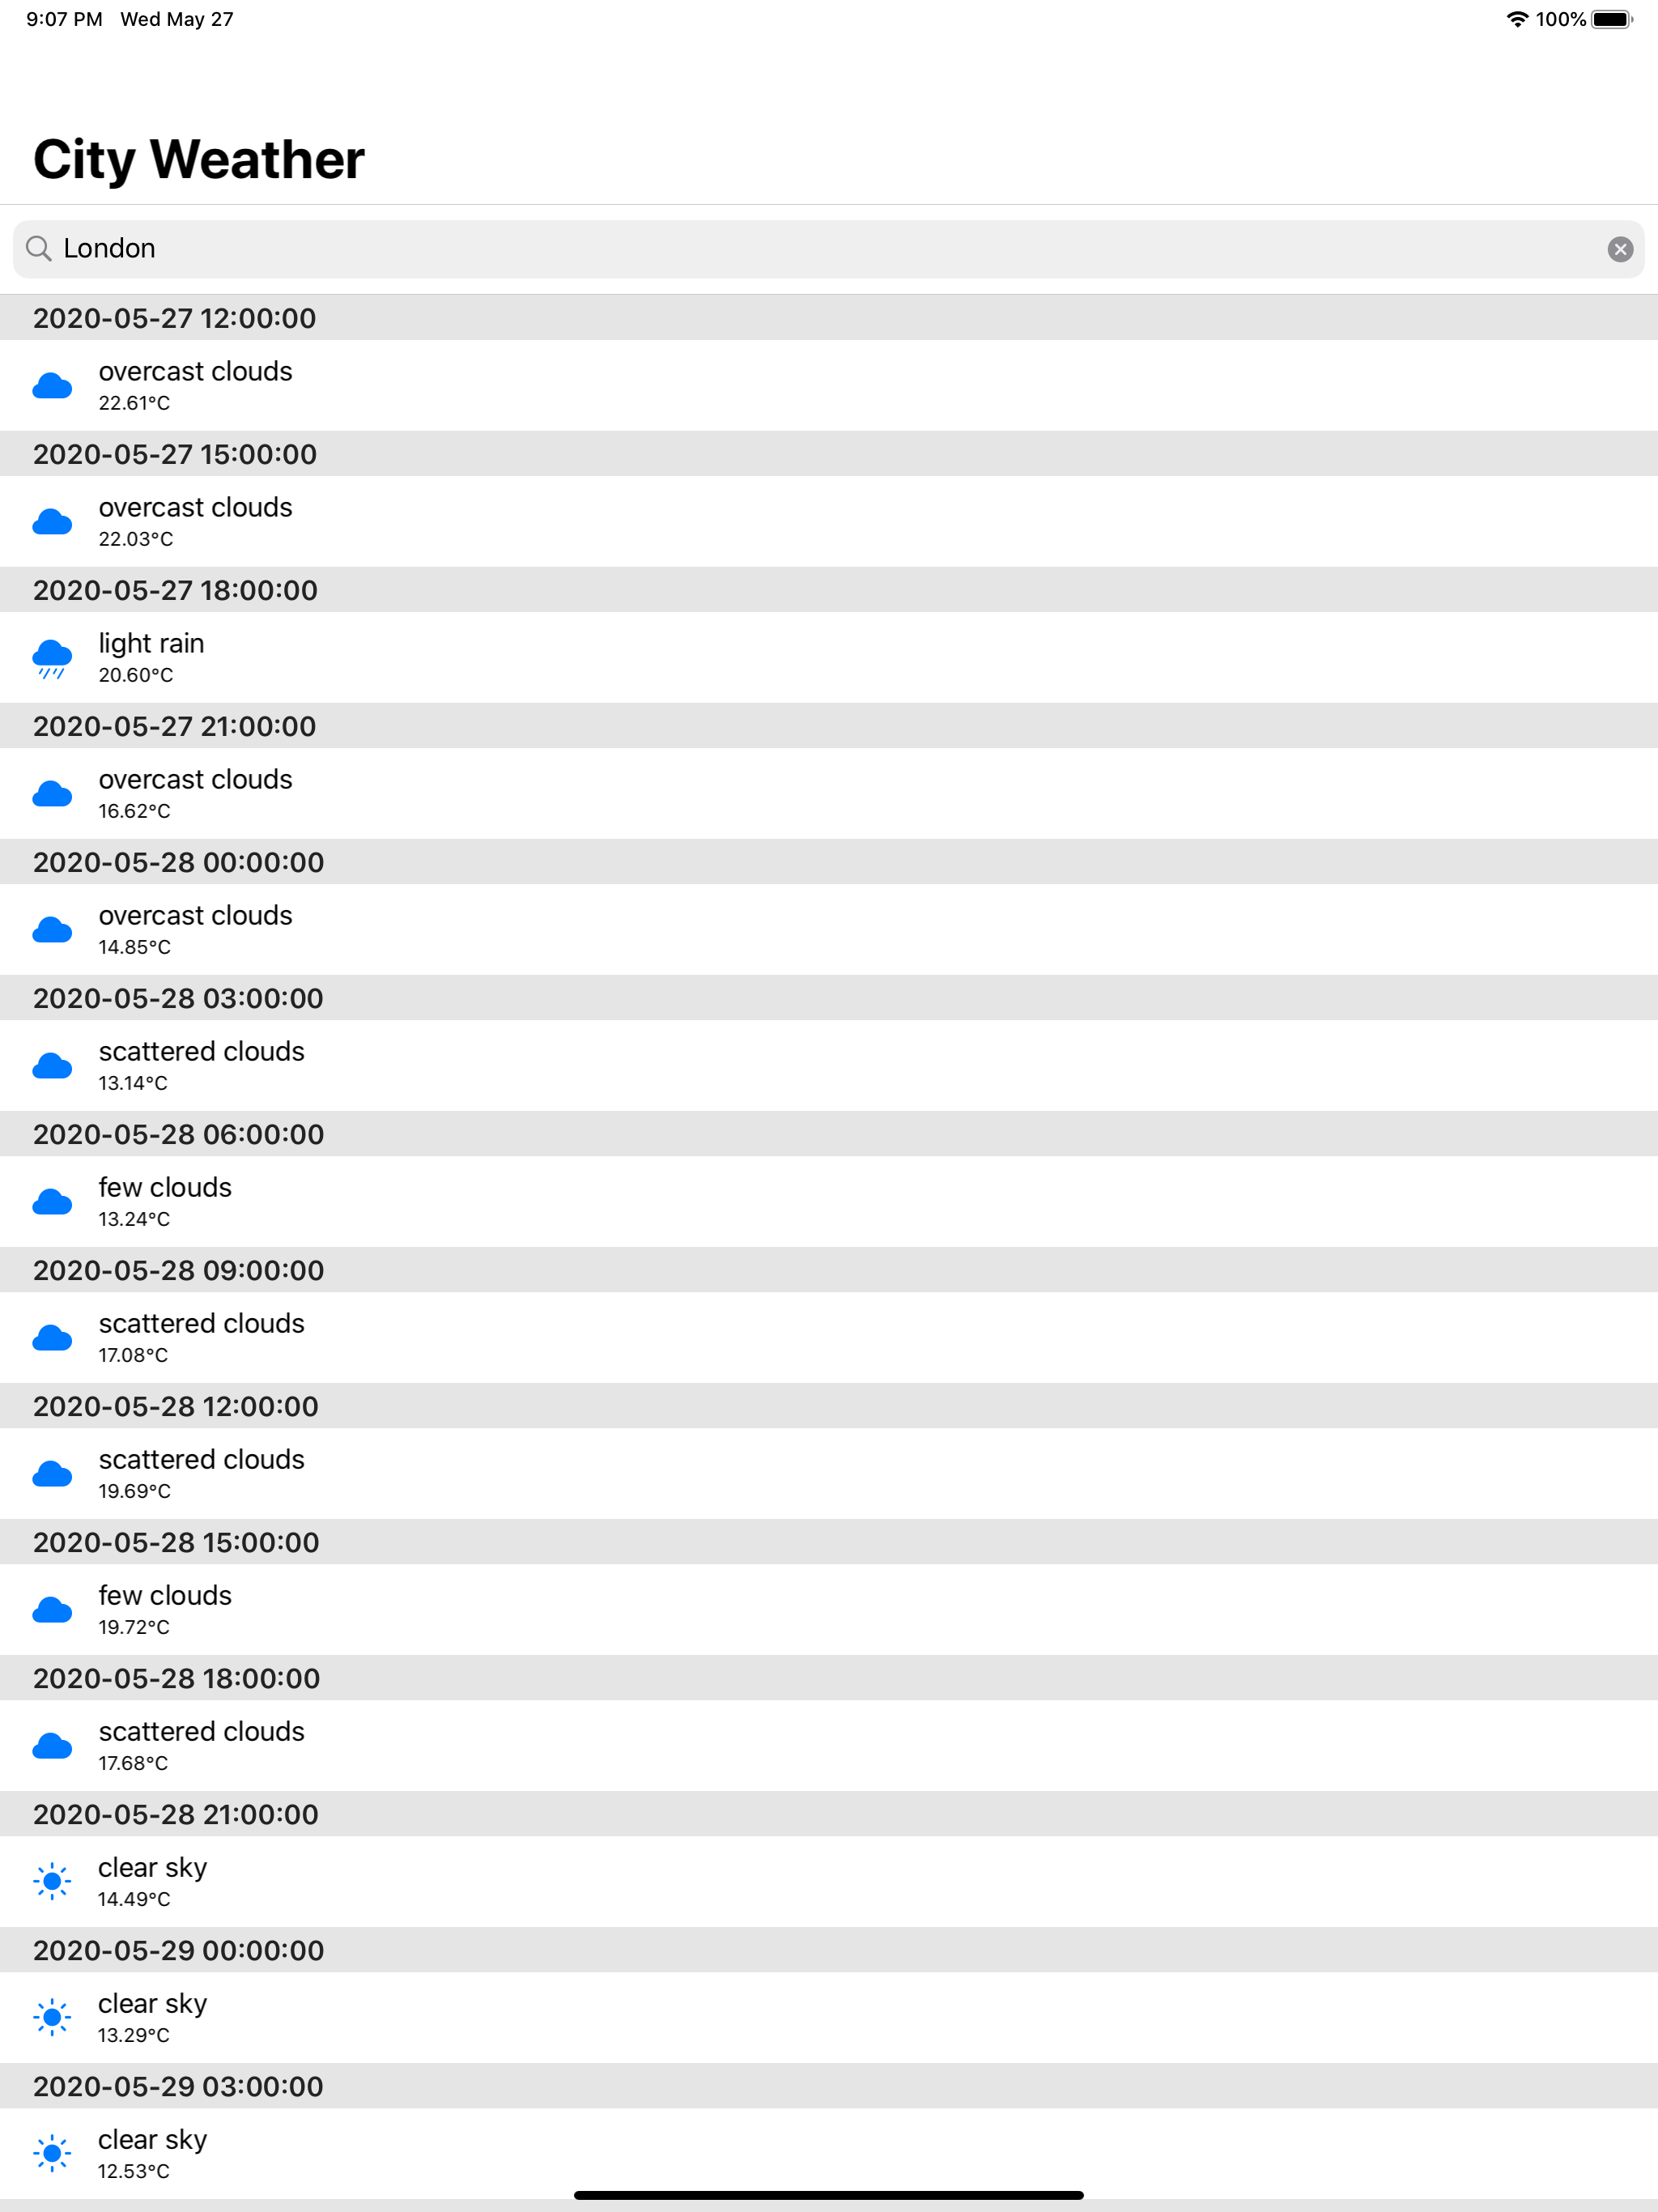 9:07 PM Wed May 27 100%
City Weather
London
2020-05-27 12:00:00
overcast clouds
22.61°C
2020-05-27 15:00:00
overcast clouds
22.03°C
2020-05-27 18:00:00
light rain
20.60°C
2020-05-27 21:00:00
overcast clouds
16.62°C
2020-05-28 00:00:00
overcast clouds
14.85°C
2020-05-28 03:00:00
scattered clouds
13.14°C
2020-05-28 06:00:00
few clouds
13.24°C
2020-05-28 09:00:00
scattered clouds
17.08°C
2020-05-28 12:00:00
scattered clouds
19.69°C
2020-05-28 15:00:00
few clouds
19.72°C
2020-05-28 18:00:00
scattered clouds
17.68°C
2020-05-28 21:00:00
clear sky
14.49°C
2020-05-29 00:00:00
clear sky
13.29°C
2020-05-29 03:00:00
clear sky
12.53°C